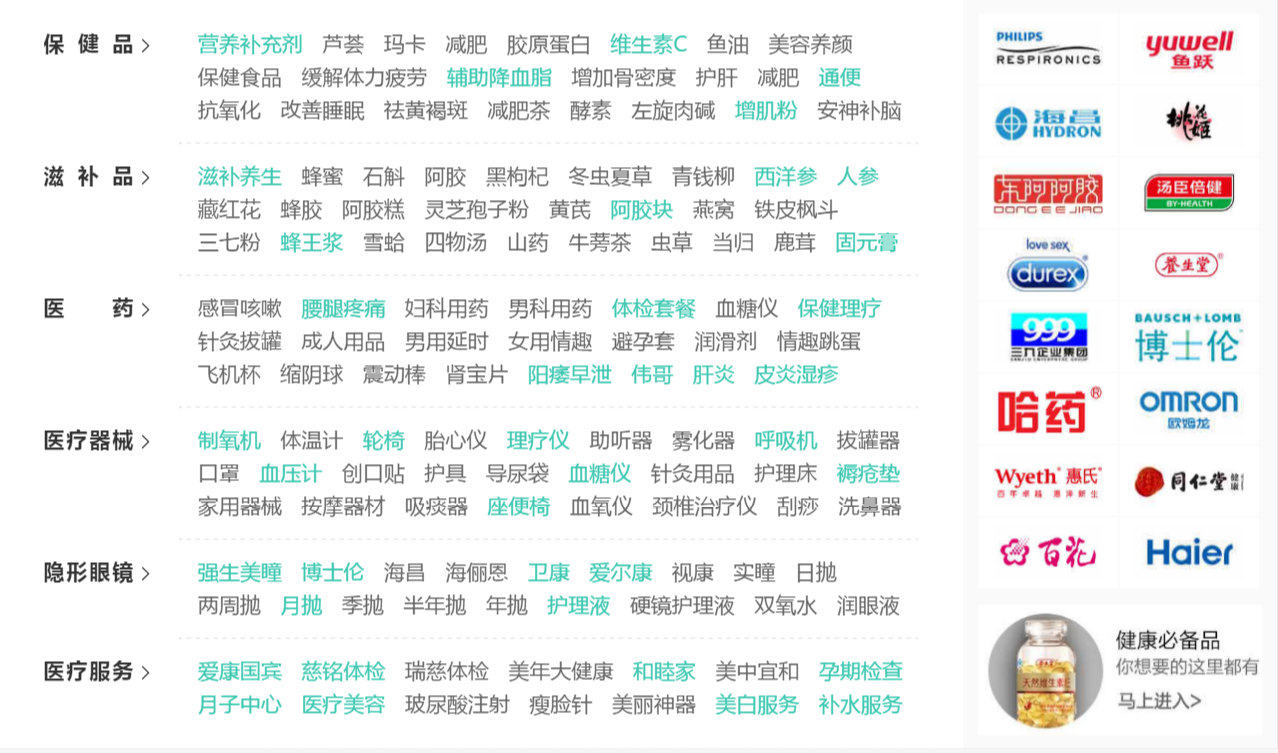 保健品 >
营养补充剂 芦荟 玛卡 减肥 胶原蛋白 维生素C 鱼油 美容养颜
保健食品 缓解体力疲劳 辅助降血脂 增加骨密度 护肝 减肥 通便
抗氧化 改善睡眠 祛黄褐斑 减肥茶 酵素 左旋肉碱 增肌粉 安神补脑
滋补品 >
滋补养生 蜂蜜 石斛 阿胶 黑枸杞 冬虫夏草 青钱柳 西洋参 人参
藏红花 蜂胶 阿胶糕 灵芝孢子粉 黄芪 阿胶块 燕窝 铁皮枫斗
三七粉 蜂王浆 雪蛤 四物汤 山药 牛蒡茶 虫草 当归 鹿茸 固元膏
医药 >
感冒咳嗽 腰腿疼痛 妇科用药 男科用药 体检套餐 血糖仪 保健理疗
针灸拔罐 成人用品 男用延时 女用情趣 避孕套 润滑剂 情趣跳蛋
飞机杯 缩阴球 震动棒 肾宝片 阳痿早泄 伟哥 肝炎 皮炎湿疹
医疗器械 >
制氧机 体温计 轮椅 胎心仪 理疗仪 助听器 雾化器 呼吸机 拔罐器
口罩 血压计 创口贴 护具 导尿袋 血糖仪 针灸用品 护理床 褥疮垫
家用器械 按摩器材 吸痰器 座便椅 血氧仪 颈椎治疗仪 刮痧 洗鼻器
隐形眼镜 >
强生美瞳 博士伦 海昌 海俪恩 卫康 爱尔康 视康 实瞳 日抛
两周抛 月抛 季抛 半年抛 年抛 护理液 硬镜护理液 双氧水 润眼液
医疗服务 >
爱康国宾 慈铭体检 瑞慈体检 美年大健康 和睦家 美中宜和 孕期检查
月子中心 医疗美容 玻尿酸注射 瘦脸针 美丽神器 美白服务 补水服务
PHILIPS
RESPIRONICS
yuwell
鱼跃
海昌
HYDRON
桃花姬
东阿阿胶
DONG E E JIAO
汤臣倍健
BY-HEALTH
love sex
durex®
養生堂®
999
三九企业集团
BAUSCH+LOMB
博士伦
哈药®
OMRON
欧姆龙
Wyeth® 惠氏®
百年卓越 惠泽新生
同仁堂 健康
百花
Haier
天然维生素E
健康必备品
你想要的这里都有
马上进入>